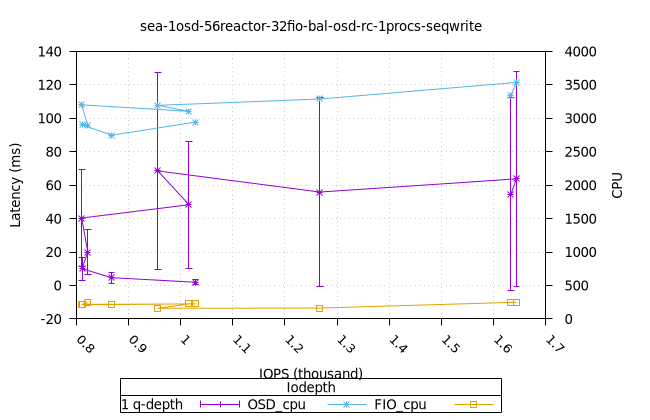 sea-1osd-56reactor-32fio-bal-osd-rc-1procs-seqwrite
140 4000
120 3500
100 3000
80 2500
60 2000
40 1500
20 1000
0 500
-20 0
Latency (ms)
CPU
0.8 0.9 1 1.1 1.2 1.3 1.4 1.5 1.6 1.7
IOPS (thousand)
Iodepth
1 q-depth OSD_cpu FIO_cpu